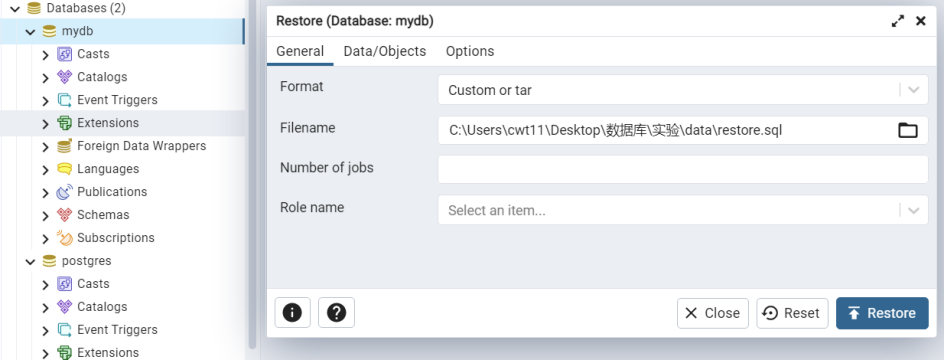 Databases (2)
mydb
Casts
Catalogs
Event Triggers
Extensions
Foreign Data Wrappers
Languages
Publications
Schemas
Subscriptions
postgres
Casts
Catalogs
Event Triggers
Extensions
Restore (Database: mydb)
General Data/Objects Options
Format Custom or tar
Filename C:\Users\cwt11\Desktop\数据库\实验\data\restore.sql
Number of jobs
Role name Select an item...
Close Reset Restore